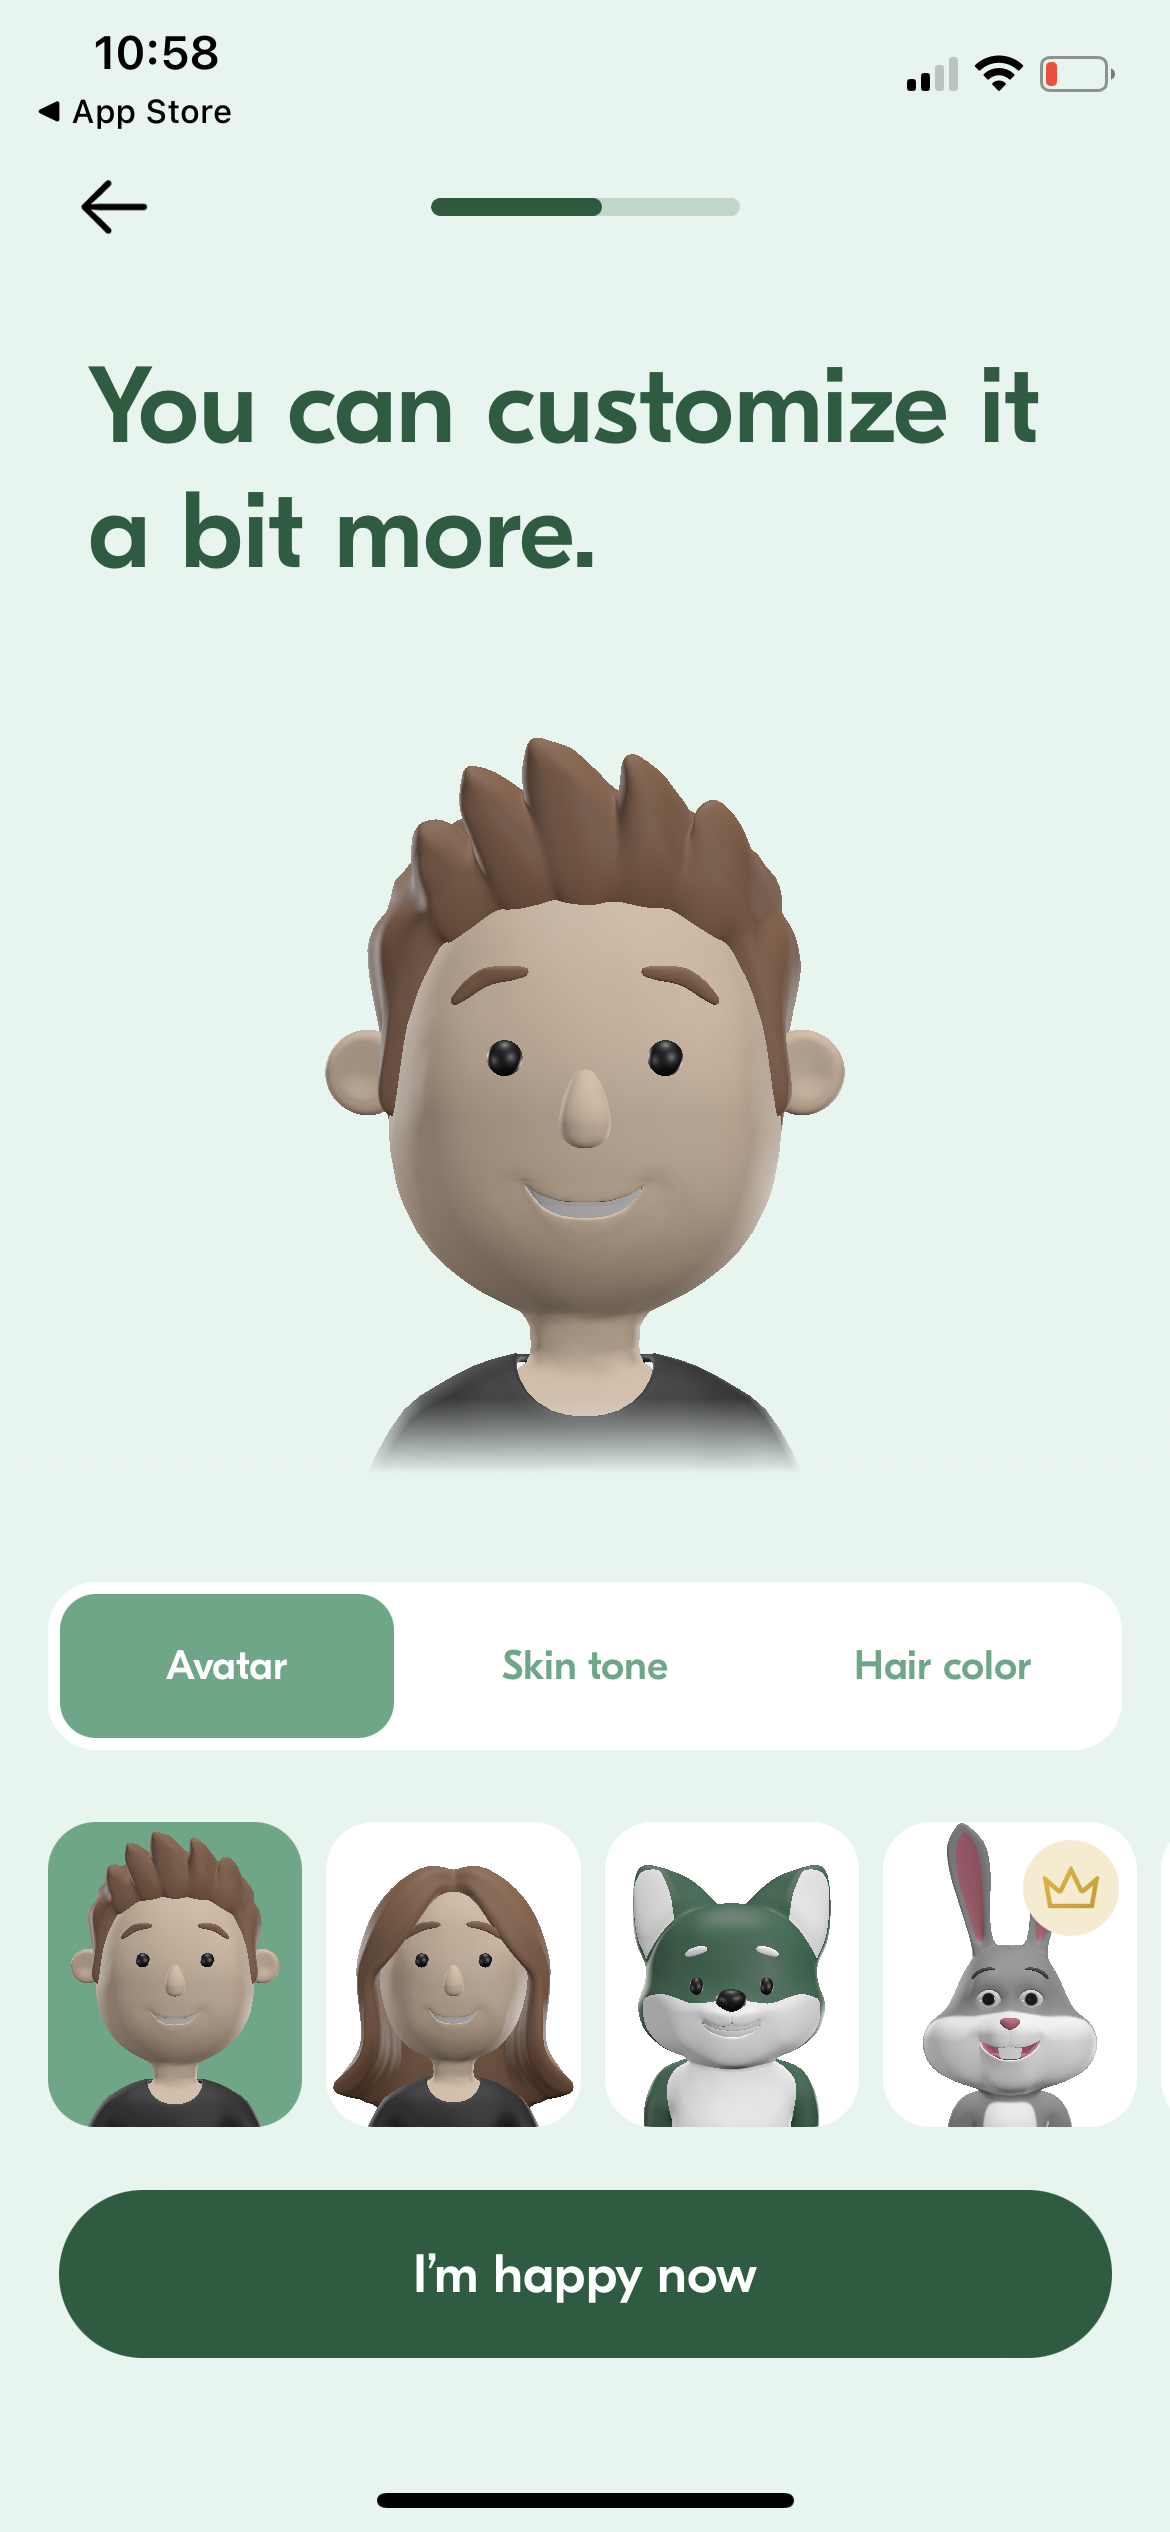 10:58
App Store
You can customize it
a bit more.
Avatar
Skin tone
Hair color
I'm happy now